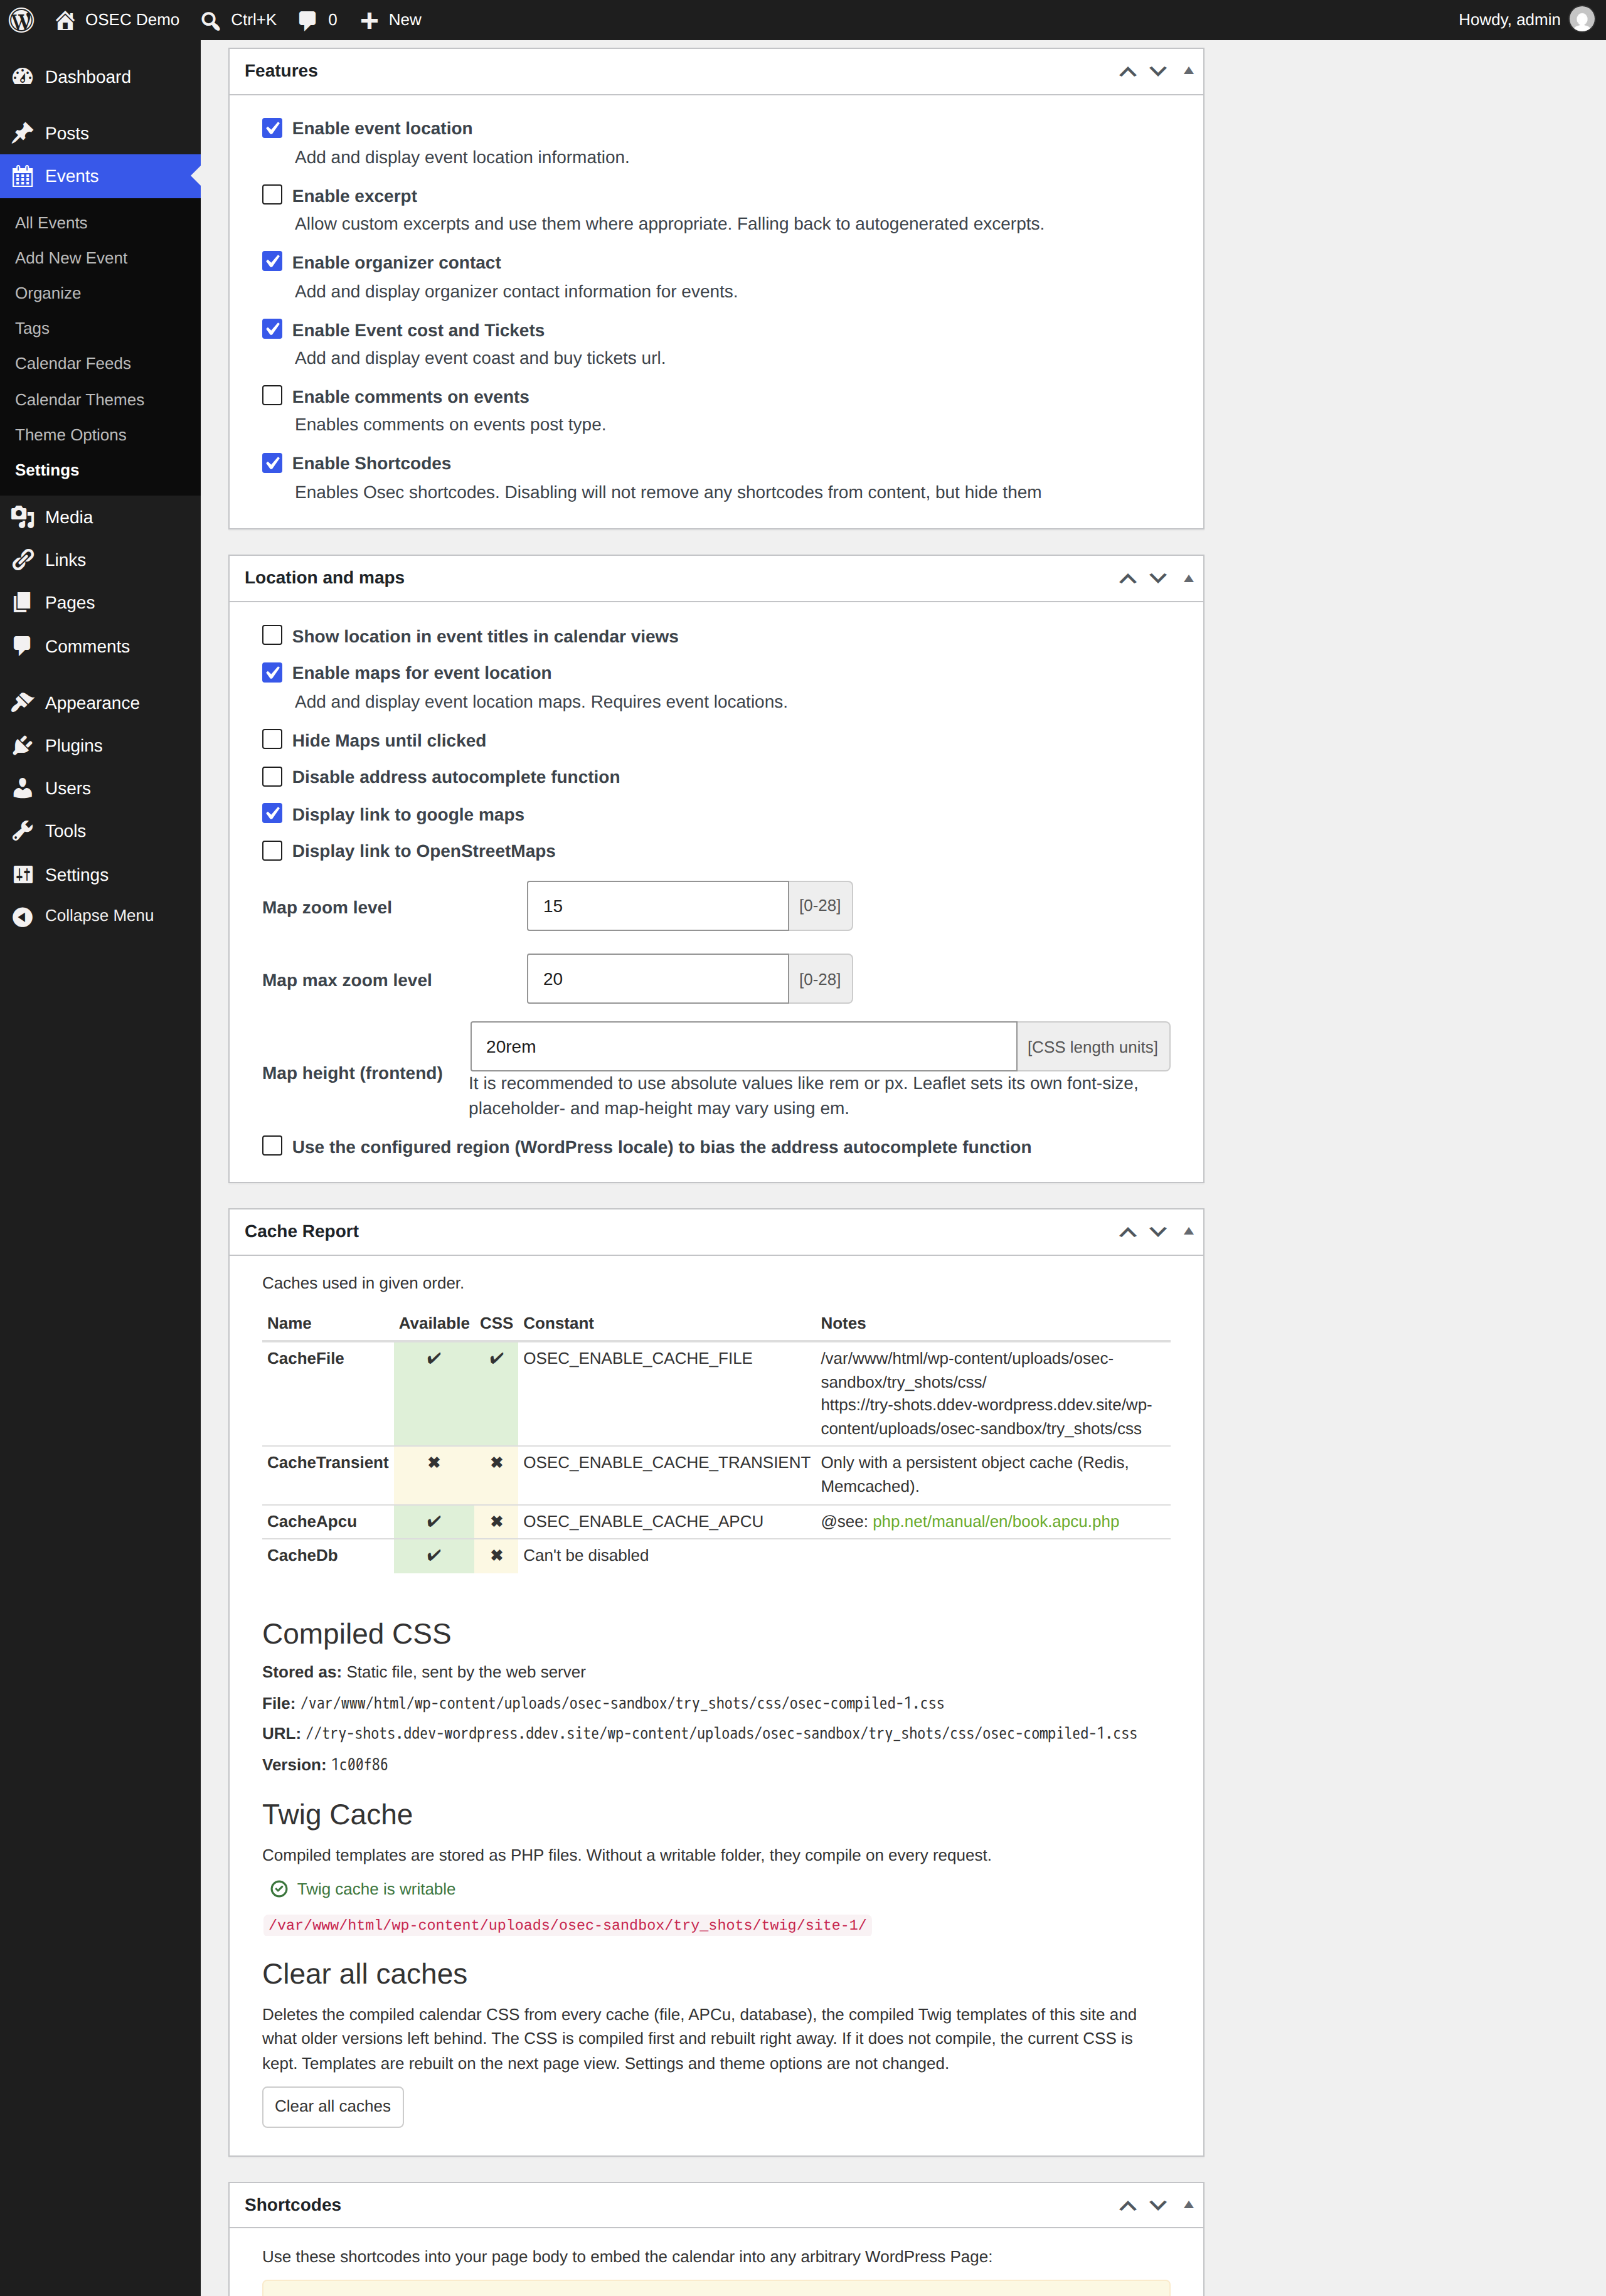 OSEC Demo Ctrl+K 0 New Howdy, admin
Dashboard
Posts
Events
All Events
Add New Event
Organize
Tags
Calendar Feeds
Calendar Themes
Theme Options
Settings
Media
Links
Pages
Comments
Appearance
Plugins
Users
Tools
Settings
Collapse Menu
Features
Enable event location
Add and display event location information.
Enable excerpt
Allow custom excerpts and use them where appropriate. Falling back to autogenerated excerpts.
Enable organizer contact
Add and display organizer contact information for events.
Enable Event cost and Tickets
Add and display event coast and buy tickets url.
Enable comments on events
Enables comments on events post type.
Enable Shortcodes
Enables Osec shortcodes. Disabling will not remove any shortcodes from content, but hide them
Location and maps
Show location in event titles in calendar views
Enable maps for event location
Add and display event location maps. Requires event locations.
Hide Maps until clicked
Disable address autocomplete function
Display link to google maps
Display link to OpenStreetMaps
Map zoom level 15 [0-28]
Map max zoom level 20 [0-28]
Map height (frontend) 20rem [CSS length units]
It is recommended to use absolute values like rem or px. Leaflet sets its own font-size,
placeholder- and map-height may vary using em.
Use the configured region (WordPress locale) to bias the address autocomplete function
Cache Report
Caches used in given order.
Name Available CSS Constant Notes
CacheFile ✔ ✔ OSEC_ENABLE_CACHE_FILE /var/www/html/wp-content/uploads/osec-
sandbox/try_shots/css/
https://try-shots.ddev-wordpress.ddev.site/wp-
content/uploads/osec-sandbox/try_shots/css
CacheTransient ✖ ✖ OSEC_ENABLE_CACHE_TRANSIENT Only with a persistent object cache (Redis,
Memcached).
CacheApcu ✔ ✖ OSEC_ENABLE_CACHE_APCU @see: php.net/manual/en/book.apcu.php
CacheDb ✔ ✖ Can't be disabled
Compiled CSS
Stored as: Static file, sent by the web server
File: /var/www/html/wp-content/uploads/osec-sandbox/try_shots/css/osec-compiled-1.css
URL: //try-shots.ddev-wordpress.ddev.site/wp-content/uploads/osec-sandbox/try_shots/css/osec-compiled-1.css
Version: 1c00f86
Twig Cache
Compiled templates are stored as PHP files. Without a writable folder, they compile on every request.
Twig cache is writable
/var/www/html/wp-content/uploads/osec-sandbox/try_shots/twig/site-1/
Clear all caches
Deletes the compiled calendar CSS from every cache (file, APCu, database), the compiled Twig templates of this site and
what older versions left behind. The CSS is compiled first and rebuilt right away. If it does not compile, the current CSS is
kept. Templates are rebuilt on the next page view. Settings and theme options are not changed.
Clear all caches
Shortcodes
Use these shortcodes into your page body to embed the calendar into any arbitrary WordPress Page: